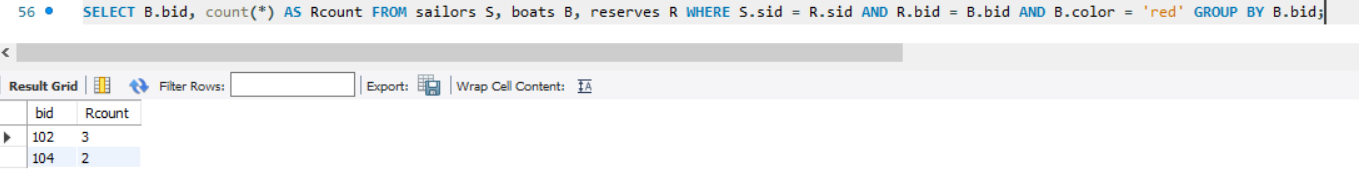 56 SELECT B.bid, count(*) AS Rcount FROM sailors S, boats B, reserves R WHERE S.sid = R.sid AND R.bid = B.bid AND B.color = 'red' GROUP BY B.bid;
Result Grid Filter Rows: Export: Wrap Cell Content: IA
bid Rcount
102 3
104 2